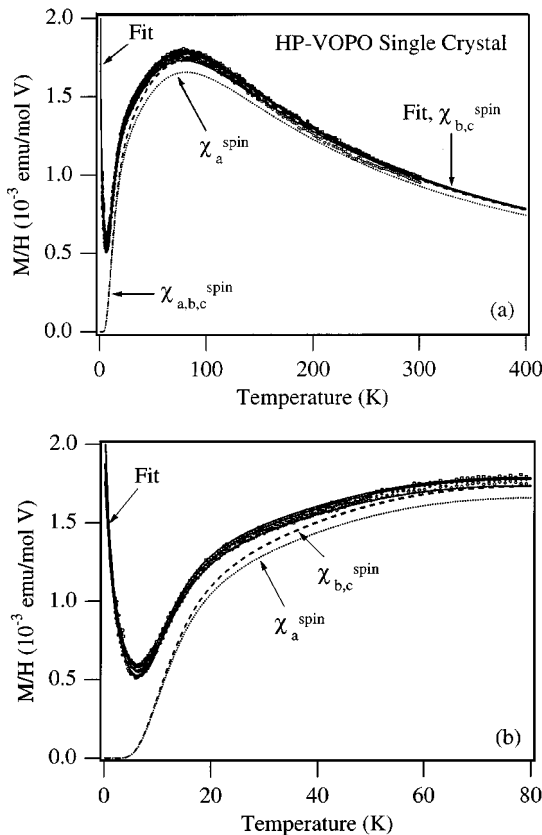 2.0
Fit
HP-VOPO Single Crystal
1.5
χ_a^spin
Fit, χ_b,c^spin
1.0
0.5
χ_a,b,c^spin
(a)
0.0
0 100 200 300 400
Temperature (K)
M/H (10⁻³ emu/mol V)
2.0
Fit
1.5
χ_b,c^spin
χ_a^spin
1.0
0.5
(b)
0.0
0 20 40 60 80
Temperature (K)
M/H (10⁻³ emu/mol V)